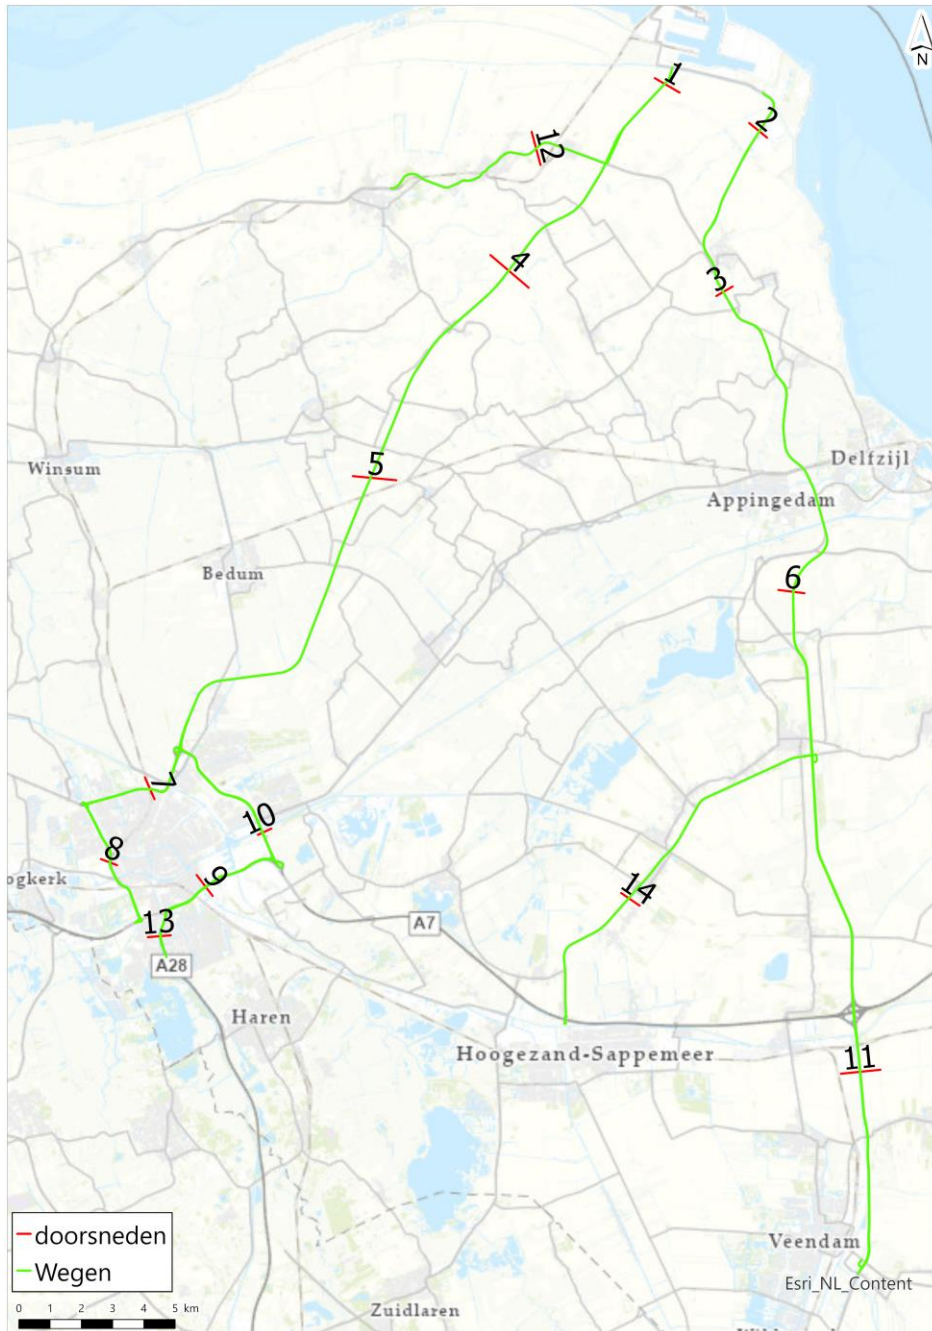 N
1
2
12
4
3
5
Winsum
Delfzijl
Appingedam
Bedum
6
7
10
8
ogkerk
9
14
13
A7
A28
Haren
Hoogezand-Sappemeer
11
doorsneden
Wegen
Veendam
Esri_NL_Content
0 1 2 3 4 5 km
Zuidlaren